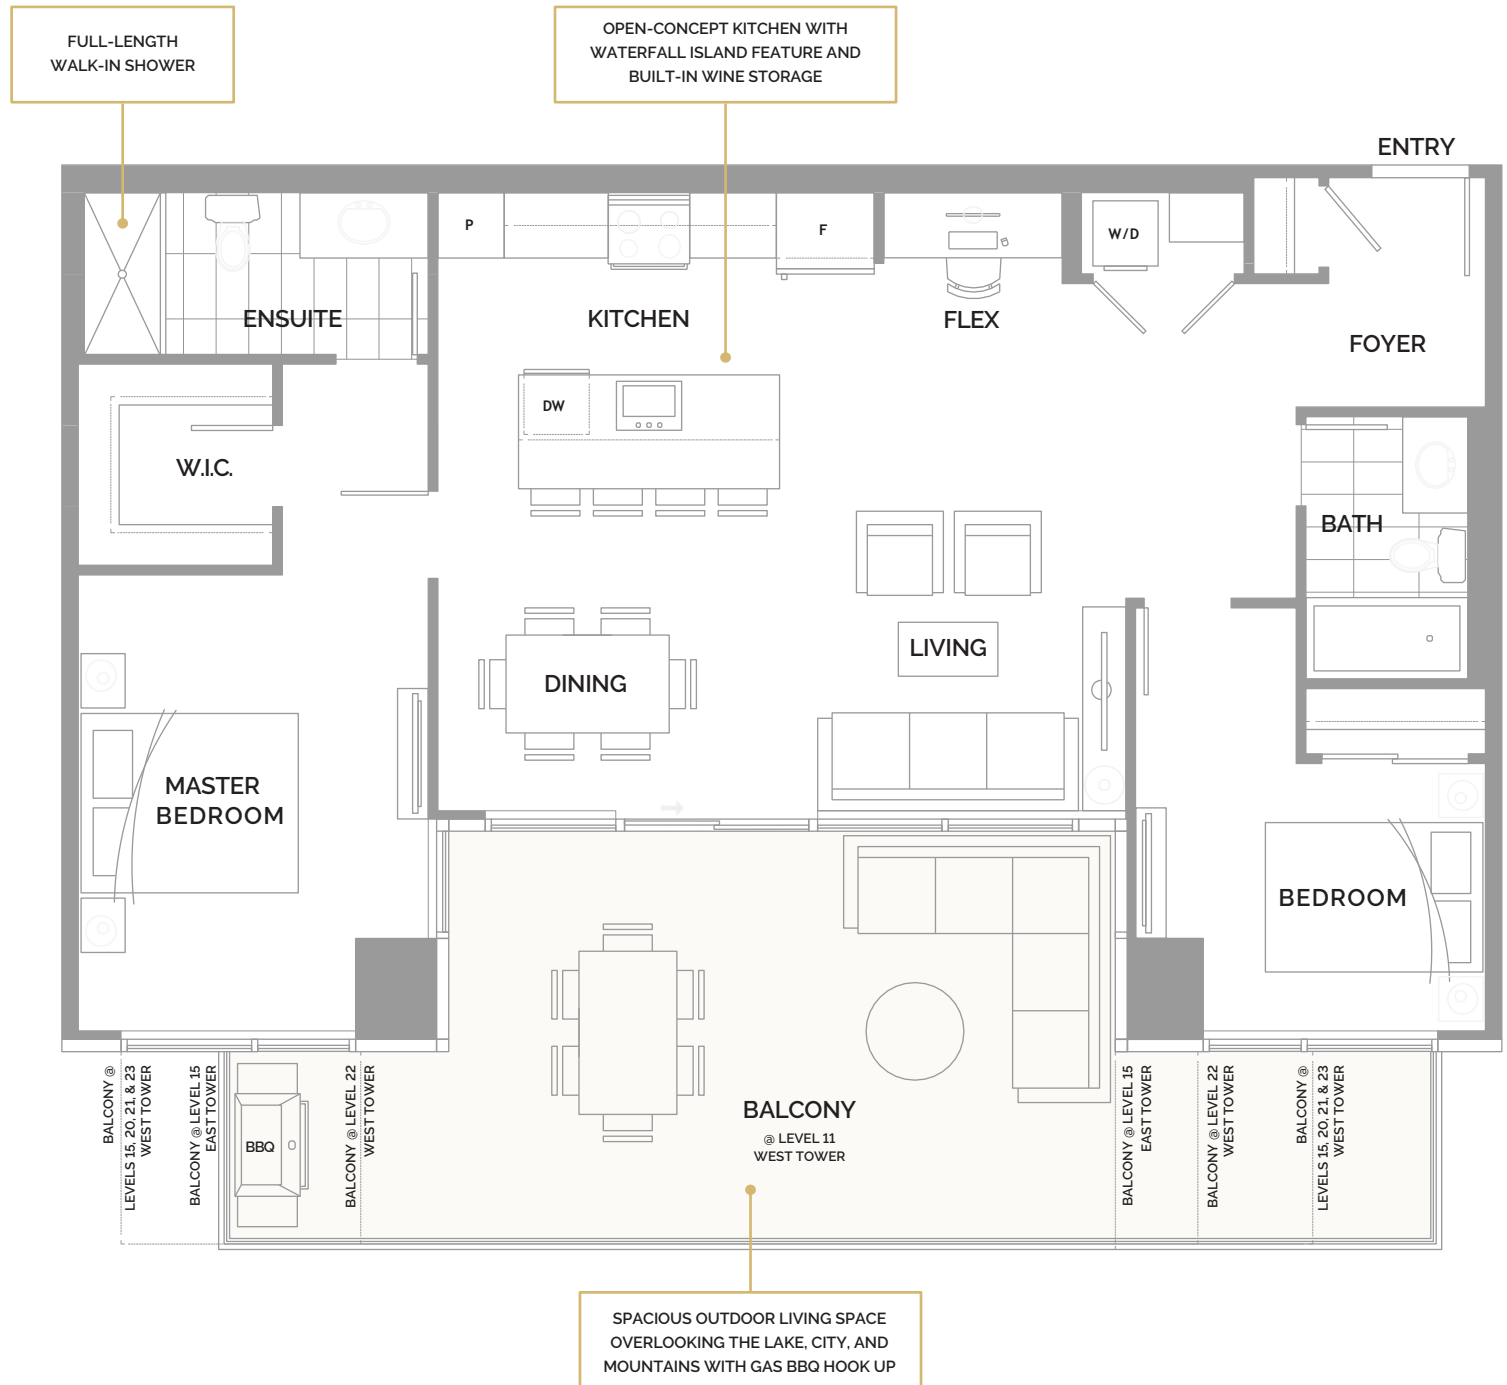 FULL-LENGTH
WALK-IN SHOWER
OPEN-CONCEPT KITCHEN WITH
WATERFALL ISLAND FEATURE AND
BUILT-IN WINE STORAGE
ENTRY
P
F
W/D
ENSUITE
KITCHEN
FLEX
FOYER
DW
W.I.C.
BATH
LIVING
DINING
MASTER
BEDROOM
BEDROOM
BALCONY @
LEVELS 15, 20, 21, & 23
WEST TOWER
BALCONY @ LEVEL 15
EAST TOWER
BBQ
BALCONY @ LEVEL 22
WEST TOWER
BALCONY
@ LEVEL 11
WEST TOWER
BALCONY @ LEVEL 15
EAST TOWER
BALCONY @ LEVEL 22
WEST TOWER
BALCONY @
LEVELS 15, 20, 21, & 23
WEST TOWER
SPACIOUS OUTDOOR LIVING SPACE
OVERLOOKING THE LAKE, CITY, AND
MOUNTAINS WITH GAS BBQ HOOK UP